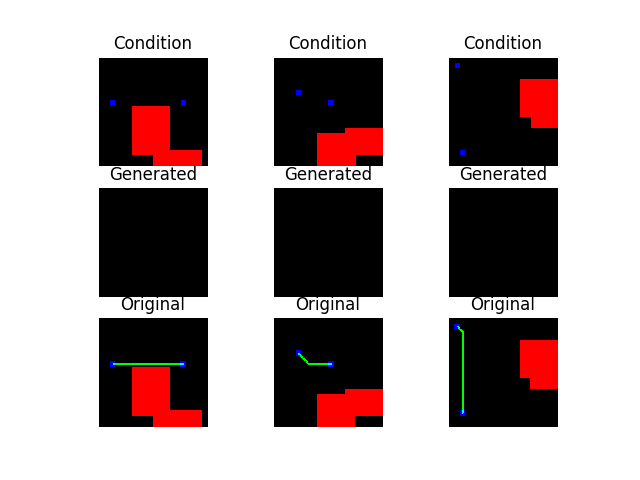 Condition Condition Condition
Generated Generated Generated
Original Original Original